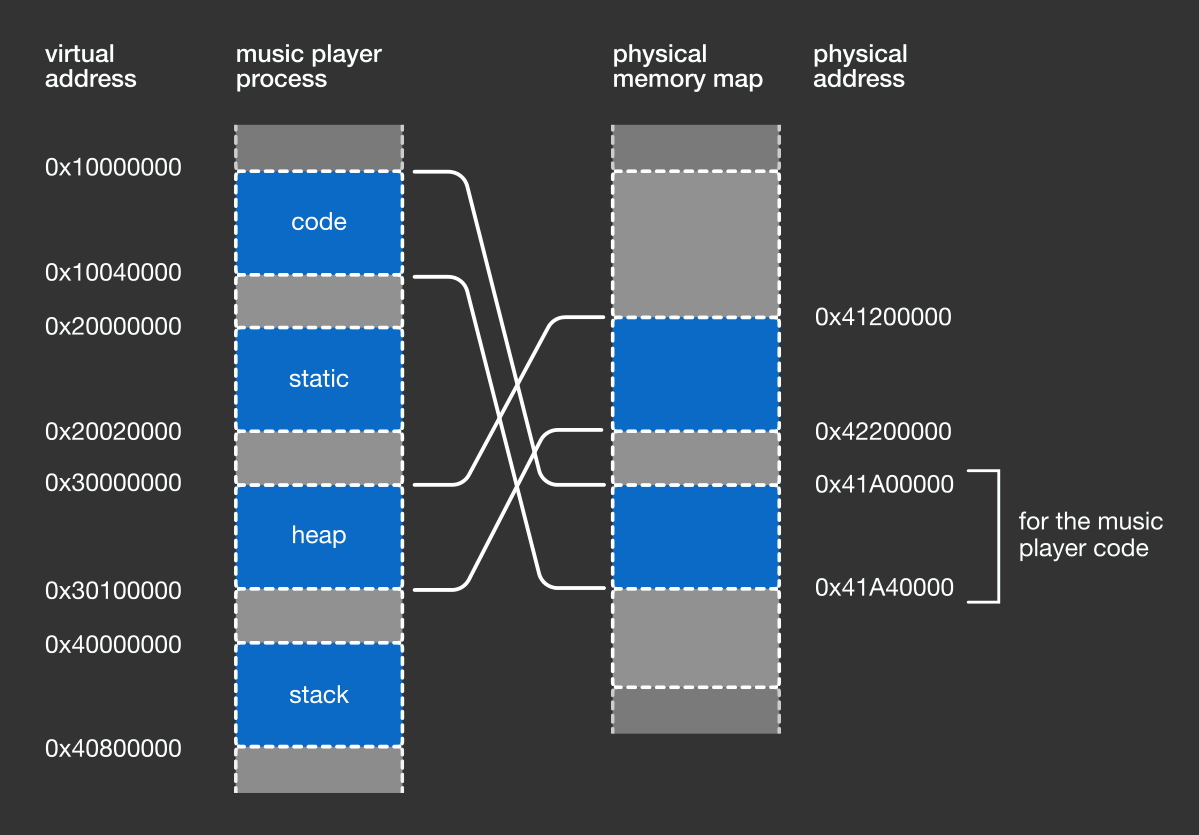 virtual
address
music player
process
physical
memory map
physical
address
0x10000000
code
0x10040000
0x20000000
static
0x20020000
0x30000000
heap
0x30100000
0x40000000
stack
0x40800000
0x41200000
0x42200000
0x41A00000
0x41A40000
for the music
player code